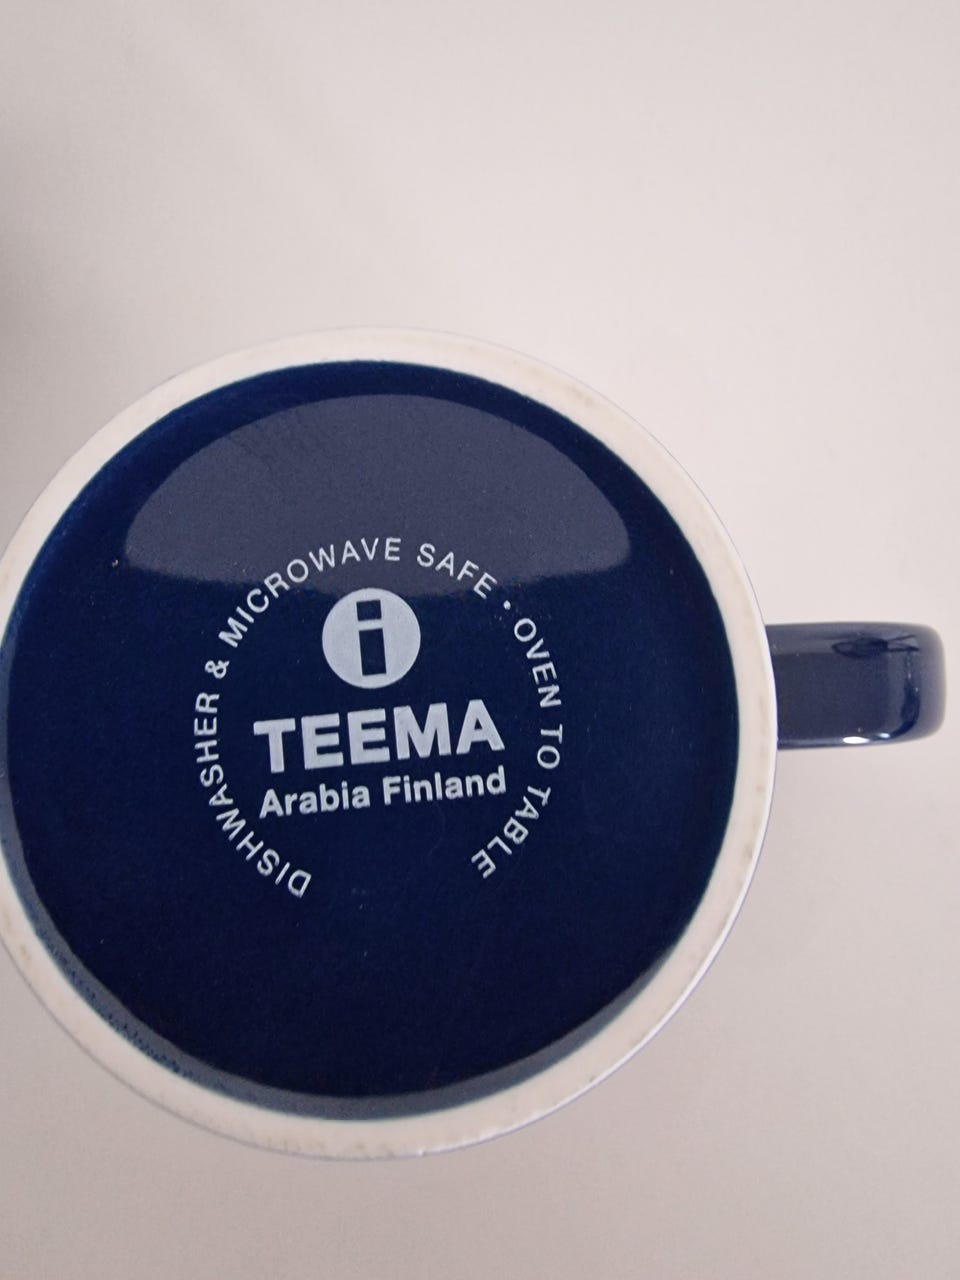 DISHWASHER & MICROWAVE SAFE • OVEN TO TABLE
i
TEEMA
Arabia Finland